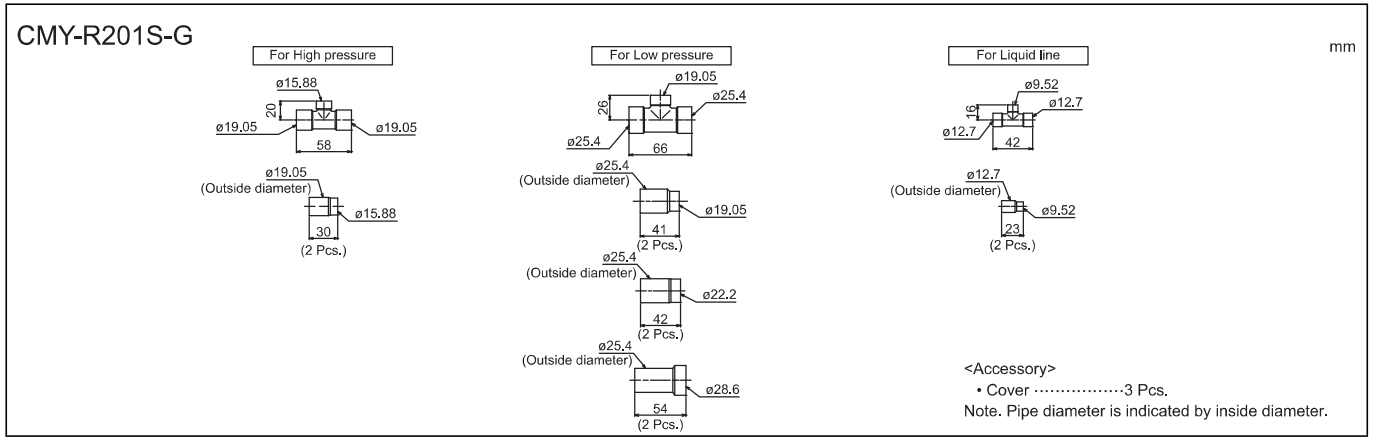 CMY-R201S-G
mm
For High pressure
ø15.88
20
ø19.05
ø19.05
58
ø19.05
(Outside diameter)
ø15.88
30
(2 Pcs.)
For Low pressure
ø19.05
26
ø25.4
ø25.4
66
ø25.4
(Outside diameter)
ø19.05
41
(2 Pcs.)
ø25.4
(Outside diameter)
ø22.2
42
(2 Pcs.)
ø25.4
(Outside diameter)
ø28.6
54
(2 Pcs.)
For Liquid line
ø9.52
16
ø12.7
ø12.7
42
ø12.7
(Outside diameter)
ø9.52
23
(2 Pcs.)
<Accessory>
• Cover ·················3 Pcs.
Note. Pipe diameter is indicated by inside diameter.